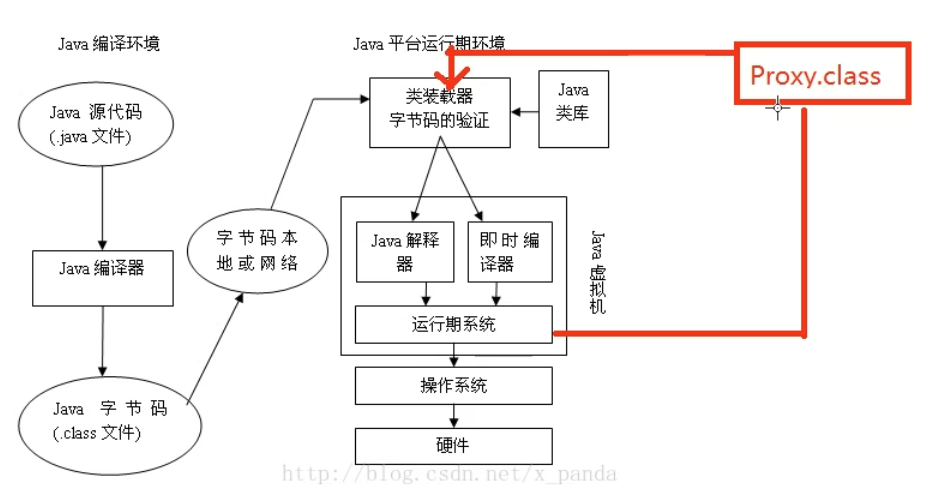 Java 编译环境
Java 源代码
(.java 文件)
Java 编译器
Java 字节码
(.class 文件)
字节码本
地或网络
Java 平台运行期环境
类装载器
字节码的验证
Java
类库
Java 解释
器
即时编
译器
Java 虚拟机
运行期系统
操作系统
硬件
Proxy.class
http://blog.csdn.net/x_panda